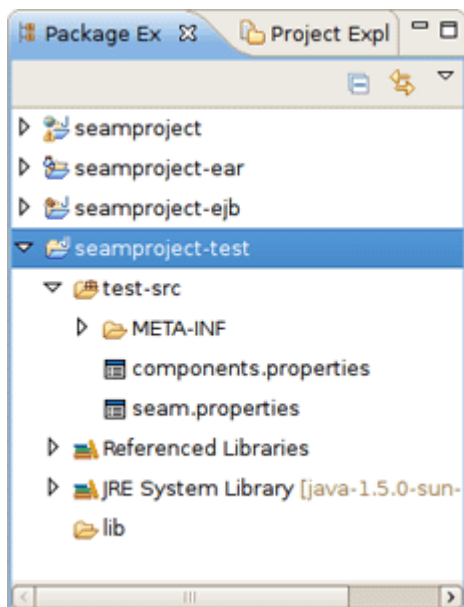 Package Ex Project Expl
seamproject
seamproject-ear
seamproject-ejb
seamproject-test
test-src
META-INF
components.properties
seam.properties
Referenced Libraries
JRE System Library [java-1.5.0-sun-
lib